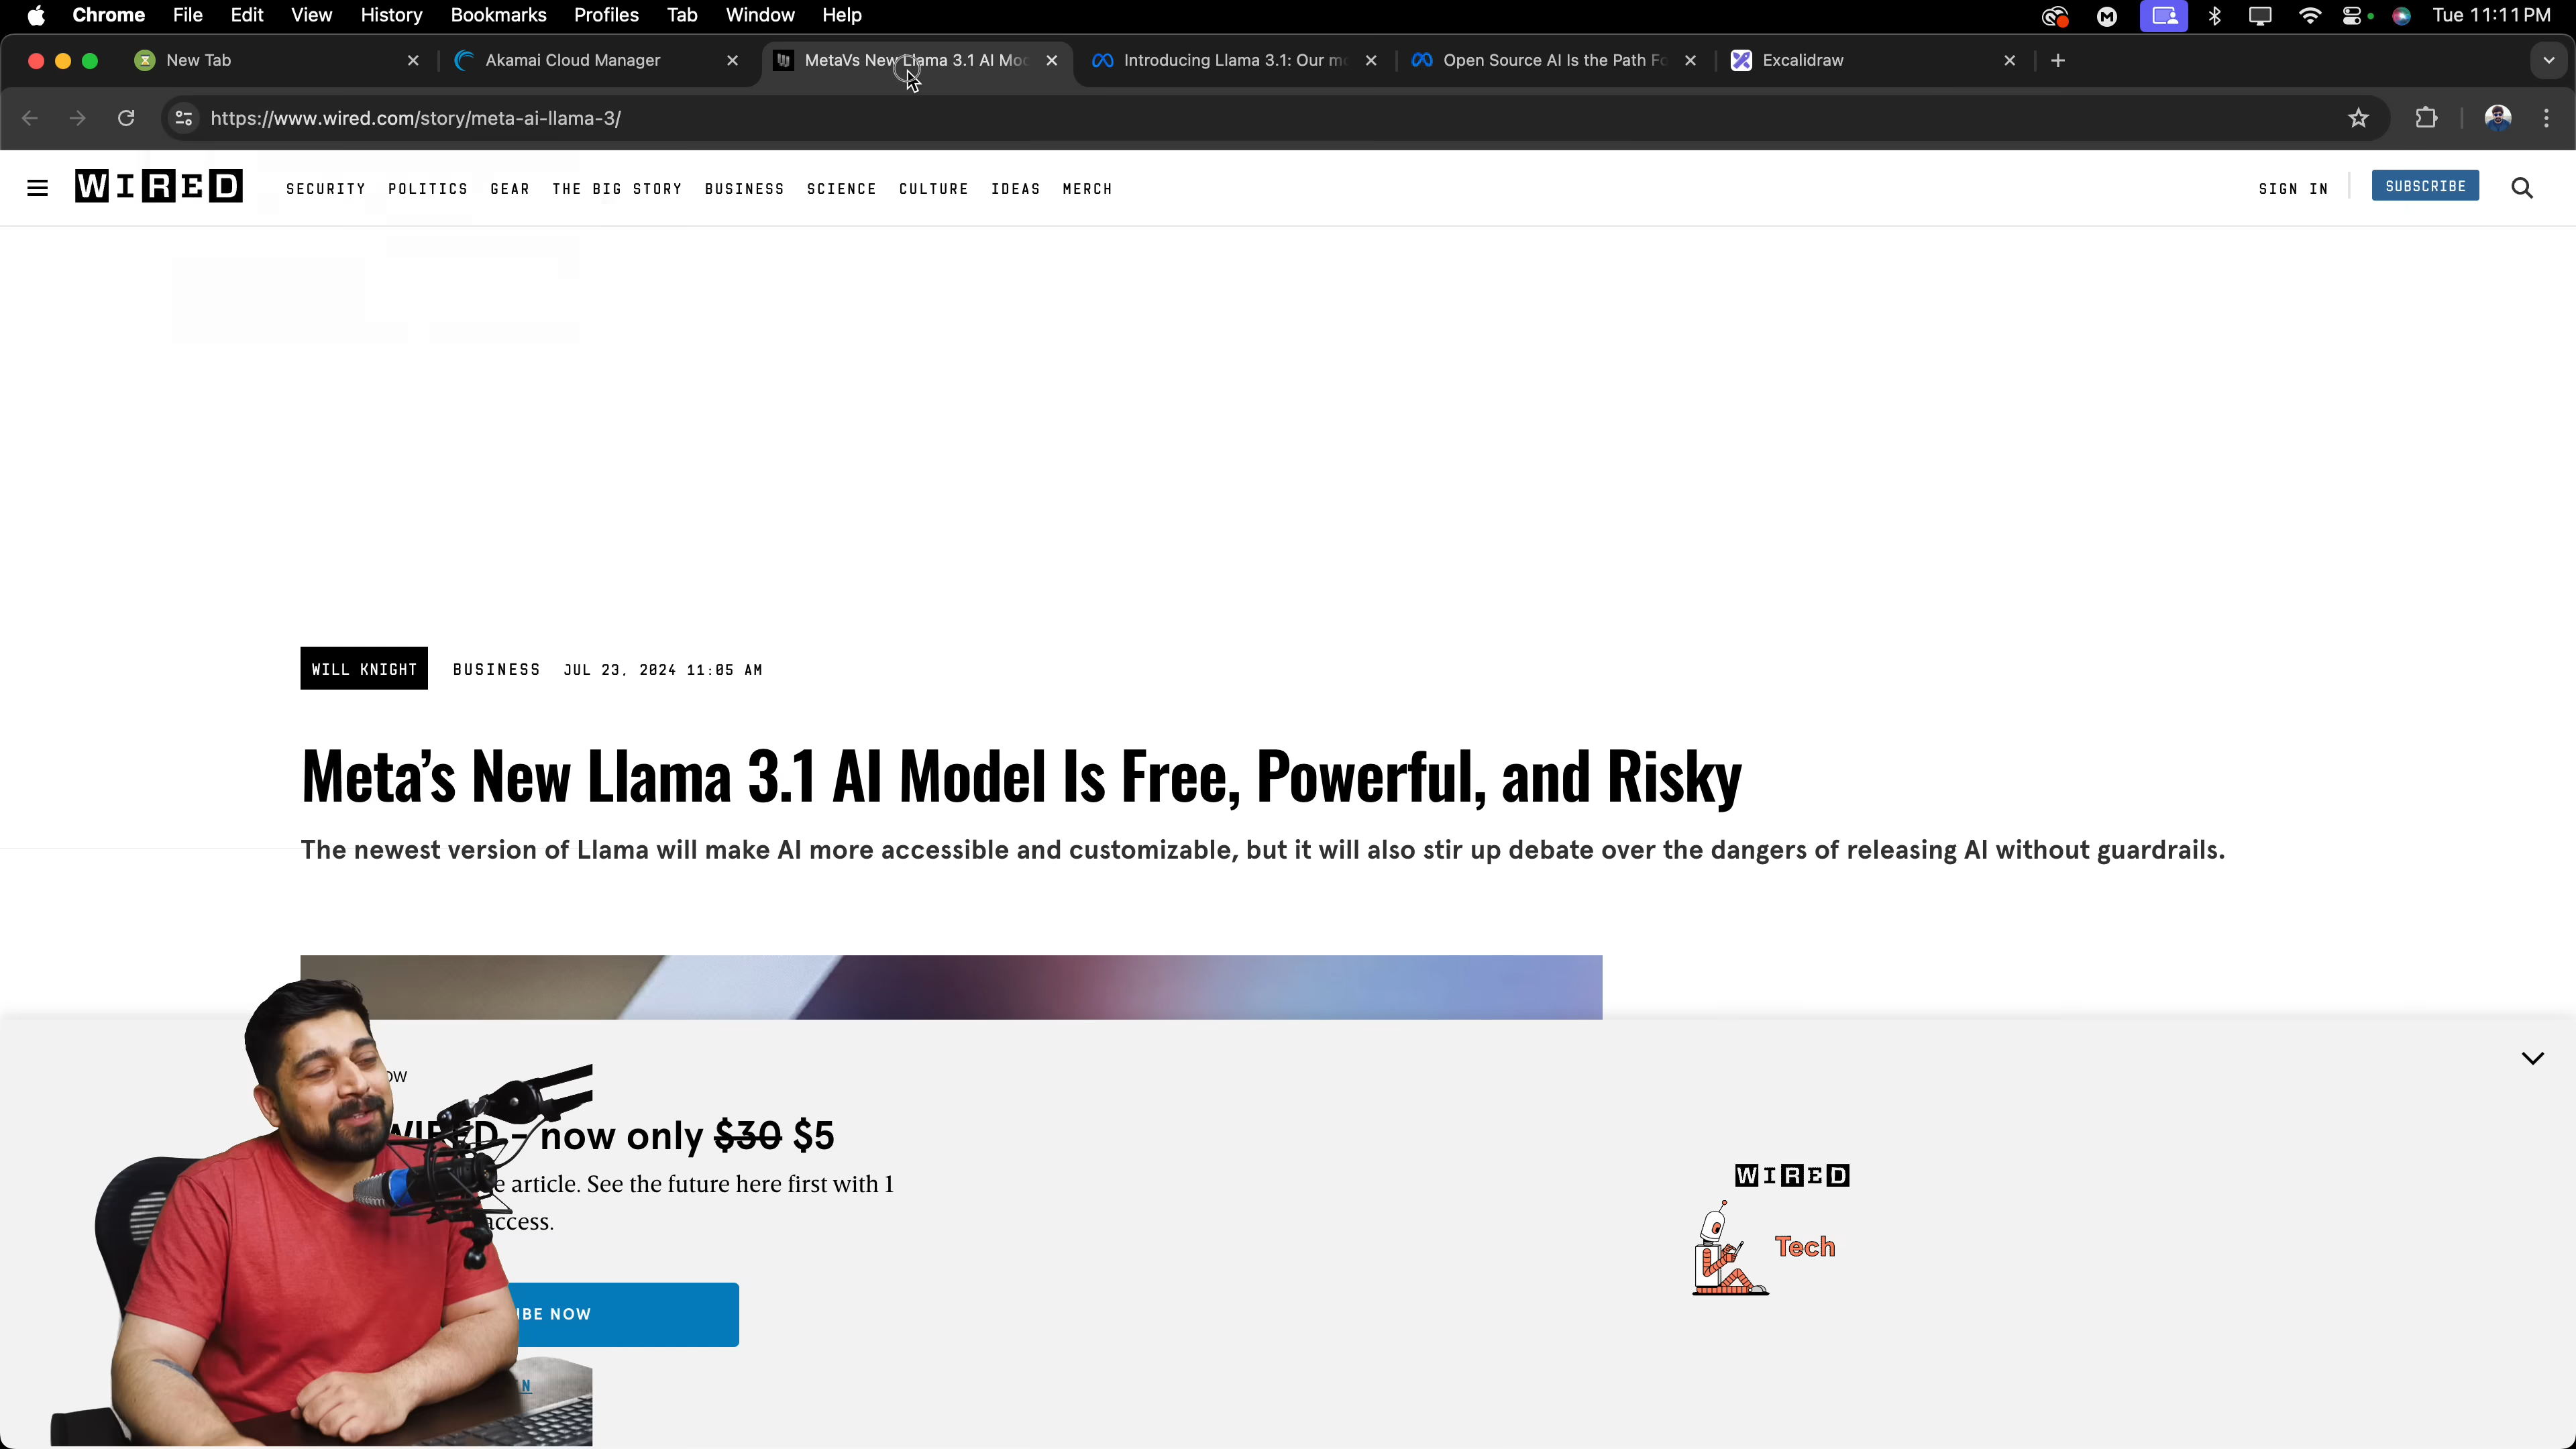 Chrome File Edit View History Bookmarks Profiles Tab Window Help Tue 11:11 PM
New Tab Akamai Cloud Manager MetaVs New Llama 3.1 AI Mod Introducing Llama 3.1: Our mo Open Source AI Is the Path Fo Excalidraw
https://www.wired.com/story/meta-ai-llama-3/
WIRED SECURITY POLITICS GEAR THE BIG STORY BUSINESS SCIENCE CULTURE IDEAS MERCH SIGN IN SUBSCRIBE
WILL KNIGHT BUSINESS JUL 23, 2024 11:05 AM
Meta's New Llama 3.1 AI Model Is Free, Powerful, and Risky
The newest version of Llama will make AI more accessible and customizable, but it will also stir up debate over the dangers of releasing AI without guardrails.
WIRED - now only $30 $5
article. See the future here first with 1
access.
NOW
WIRED
Tech